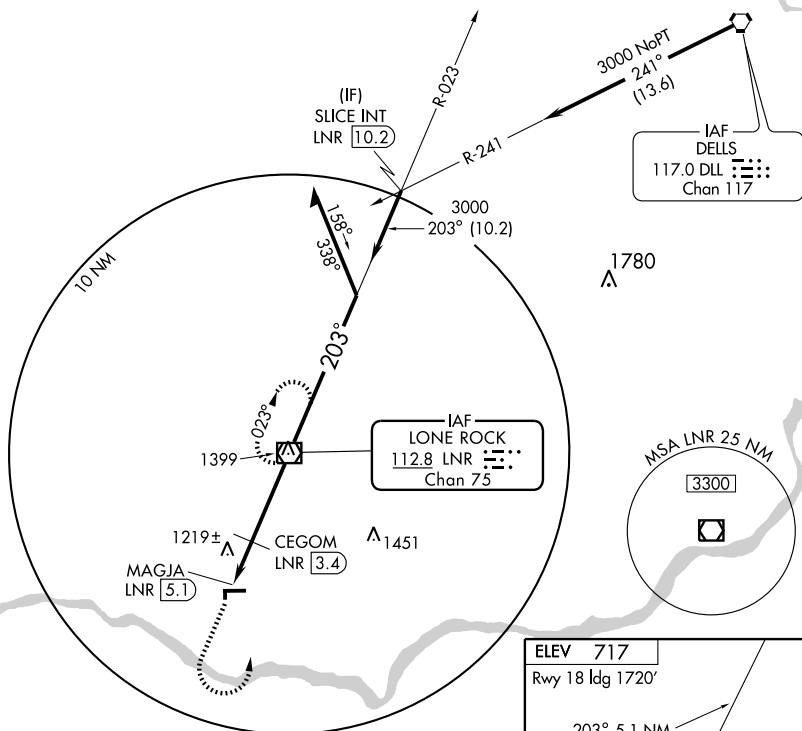 3000 NoPT
241°
(13.6)
R-023
(IF)
SLICE INT
LNR 10.2
R-241
IAF
DELLS
117.0 DLL
Chan 117
3000
203° (10.2)
158°
338°
10 NM
1780
203°
023°
IAF
LONE ROCK
112.8 LNR
Chan 75
1399
MSA LNR 25 NM
3300
1219±
CEGOM
LNR 3.4
1451
MAGJA
LNR 5.1
ELEV 717
Rwy 18 ldg 1720'
203° 5.1 NM